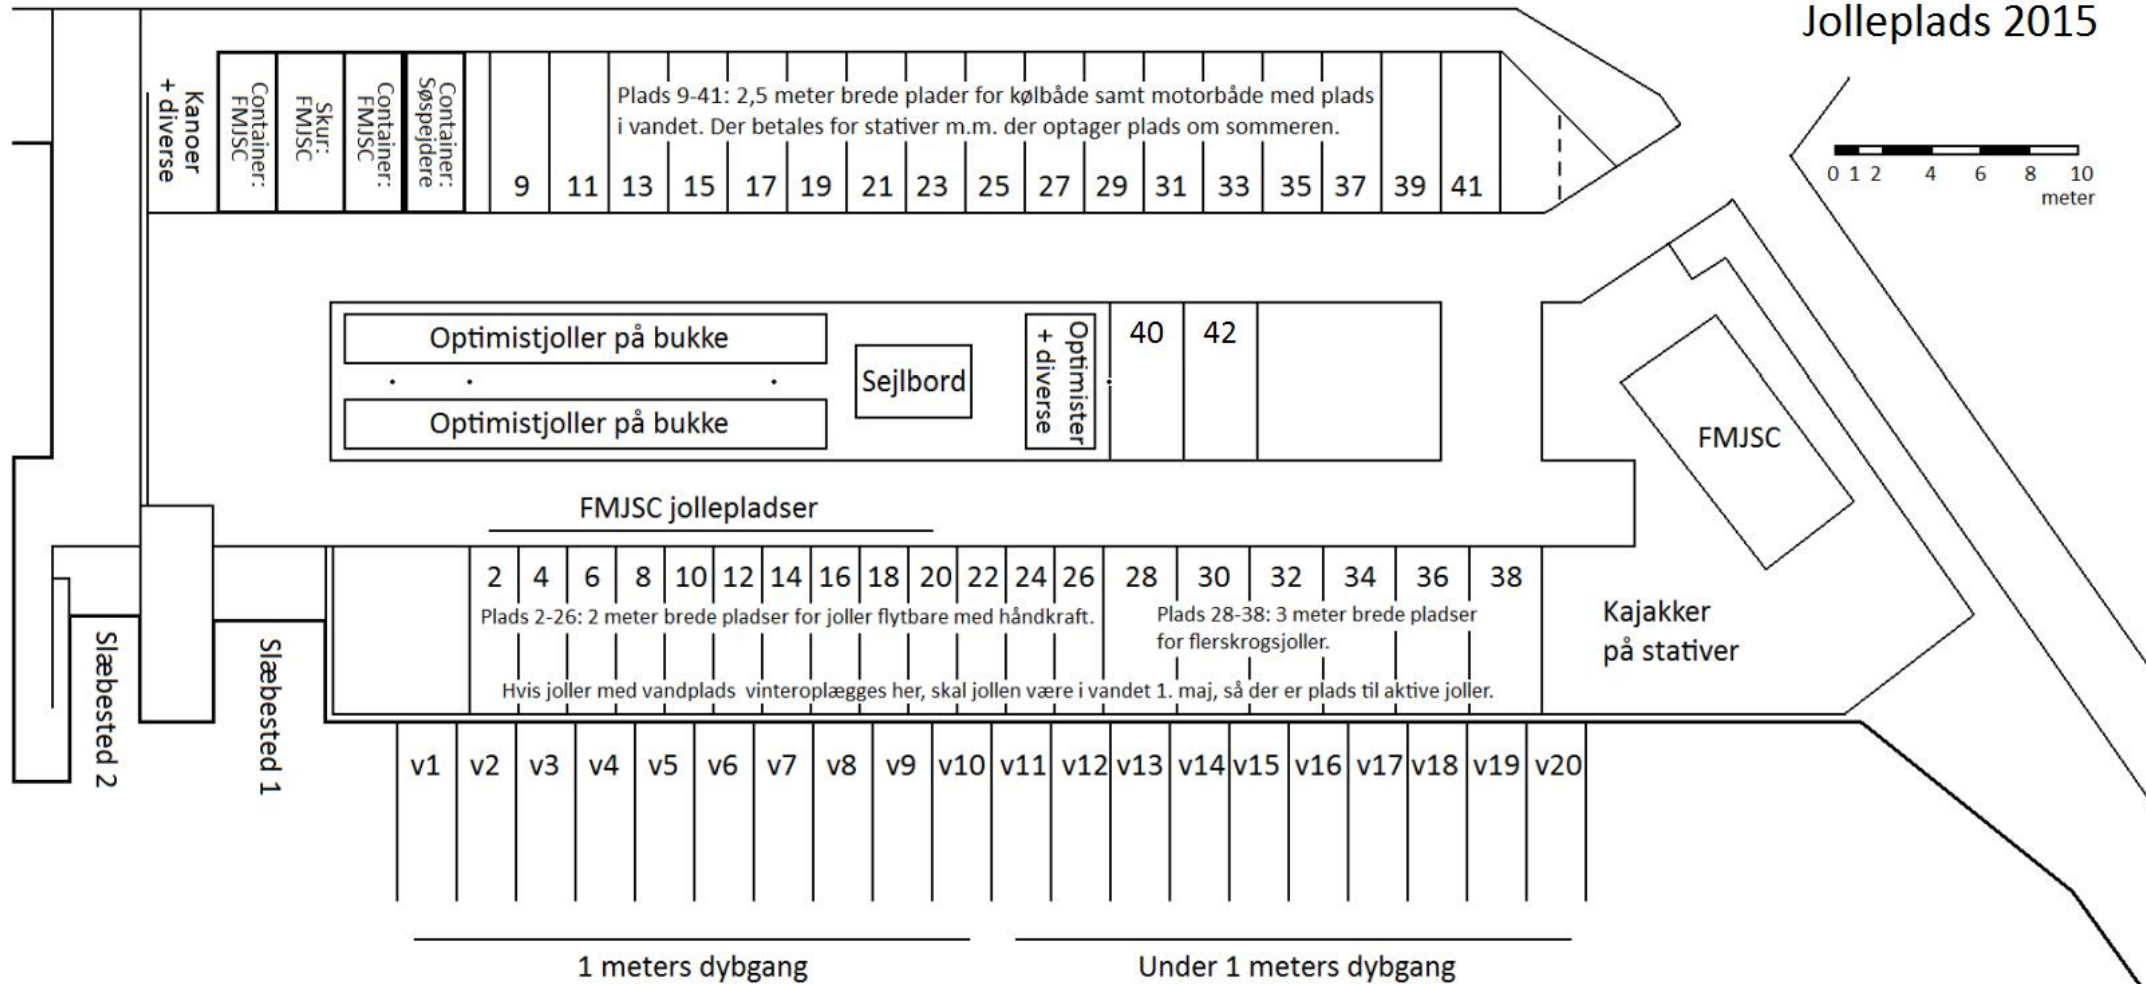 Jolleplads 2015
Kanoer
+ diverse
Container:
FMJSC
Skur:
FMJSC
Container:
FMJSC
Container:
Søspejdere
Plads 9-41: 2,5 meter brede plader for kølbåde samt motorbåde med plads
i vandet. Der betales for stativer m.m. der optager plads om sommeren.
9 11 13 15 17 19 21 23 25 27 29 31 33 35 37 39 41
0 1 2 4 6 8 10
meter
Optimistjoller på bukke
Optimistjoller på bukke
Sejlbord
Optimister
+ diverse
40 42
FMJSC
FMJSC jollepladser
2 4 6 8 10 12 14 16 18 20 22 24 26 28 30 32 34 36 38
Plads 2-26: 2 meter brede pladser for joller flytbare med håndkraft.
Plads 28-38: 3 meter brede pladser
for flerskrogsjoller.
Hvis joller med vandplads vinteroplægges her, skal jollen være i vandet 1. maj, så der er plads til aktive joller.
Kajakker
på stativer
Slæbested 2
Slæbested 1
v1 v2 v3 v4 v5 v6 v7 v8 v9 v10 v11 v12 v13 v14 v15 v16 v17 v18 v19 v20
1 meters dybgang
Under 1 meters dybgang